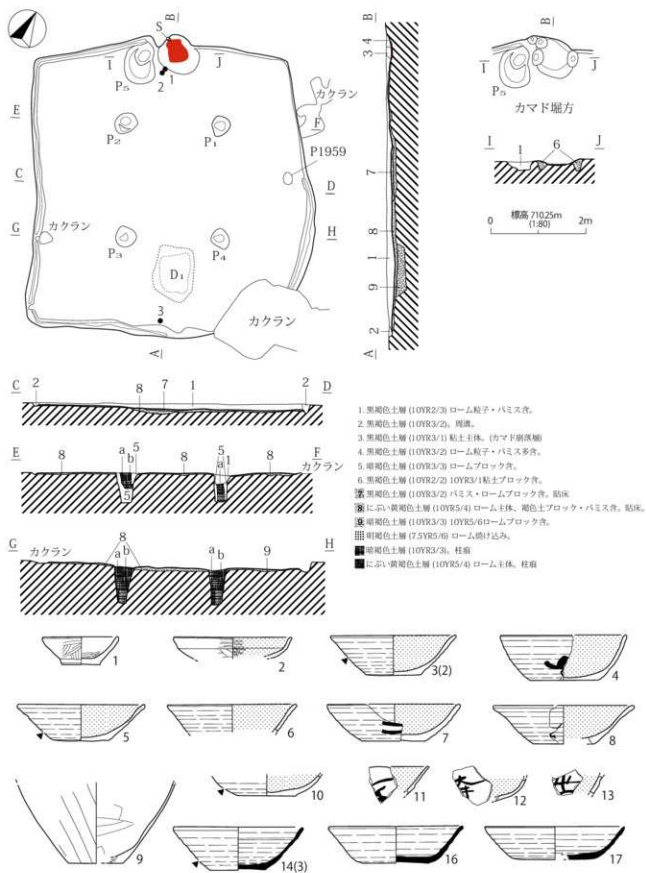 B
S
I
J
P5
2
1
カクラン
E
F
P2
P1
P1959
C
D
G
カクラン
H
P3
P4
D1
3
カクラン
A
B
3 4
7
8
1
9
2
A
B
I
J
P5
カマド堀方
I
J
1
6
標高 710.25m
(1:80)
0
2m
C
2
8
7
1
2
D
E
8
a
b
5
5
8
5
a
1
8
F
カクラン
G
カクラン
8
a
b
a
b
9
H
1. 黒褐色土層 (10YR2/3) ローム粒子・パミス含。
2. 黒褐色土層 (10YR3/2)。周溝。
3. 黒褐色土層 (10YR3/1) 粘土主体。(カマド崩落層)
4. 黒褐色土層 (10YR3/2) ローム粒子・パミス多含。
5. 暗褐色土層 (10YR3/3) ロームブロック含。
6. 黒褐色土層 (10YR2/2) 10YR3/1粘土ブロック含。
7. 黒褐色土層 (10YR3/2) パミス・ロームブロック含。貼床
8. にぶい黄褐色土層 (10YR5/4) ローム主体、褐色土ブロック・パミス含。貼床。
9. 暗褐色土層 (10YR3/3) 10YR5/6ロームブロック含。
明褐色土層 (7.5YR5/6) ローム焼け込み。
暗褐色土層 (10YR3/3)。柱痕
にぶい黄褐色土層 (10YR5/4) ローム主体。柱痕
1
2
3(2)
4
5
6
7
8
9
10
11
12
13
14(3)
16
17